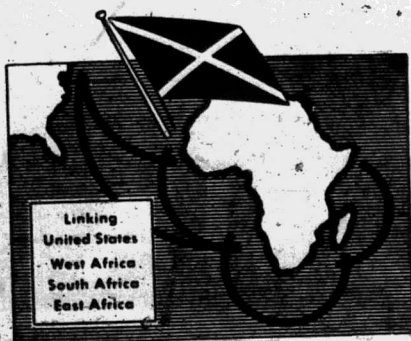 Linking
United States
West Africa
South Africa
East Africa